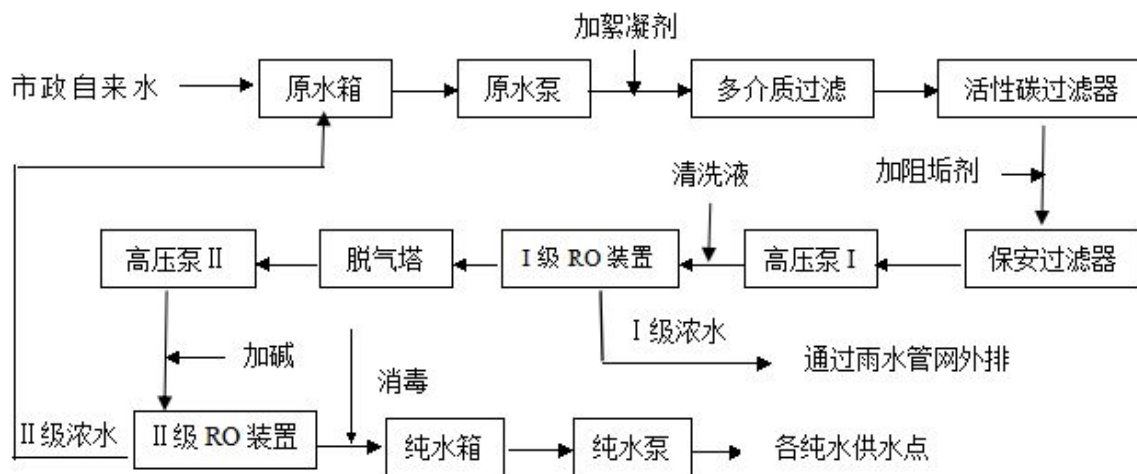 加絮凝剂
市政自来水
原水箱
原水泵
多介质过滤
活性碳过滤器
加阻垢剂
清洗液
高压泵Ⅱ
脱气塔
Ⅰ级 RO 装置
高压泵Ⅰ
保安过滤器
Ⅰ级浓水
通过雨水管网外排
加碱
消毒
Ⅱ级浓水
Ⅱ级 RO 装置
纯水箱
纯水泵
各纯水供水点